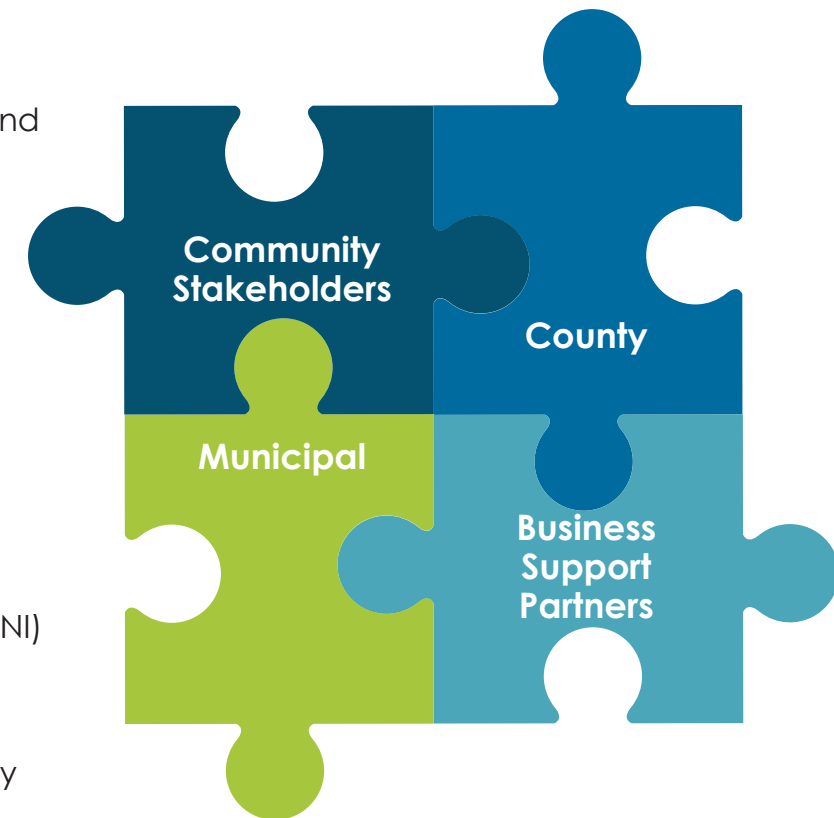 nd
Community
Stakeholders
County
Municipal
Business
Support
Partners
NI)
y